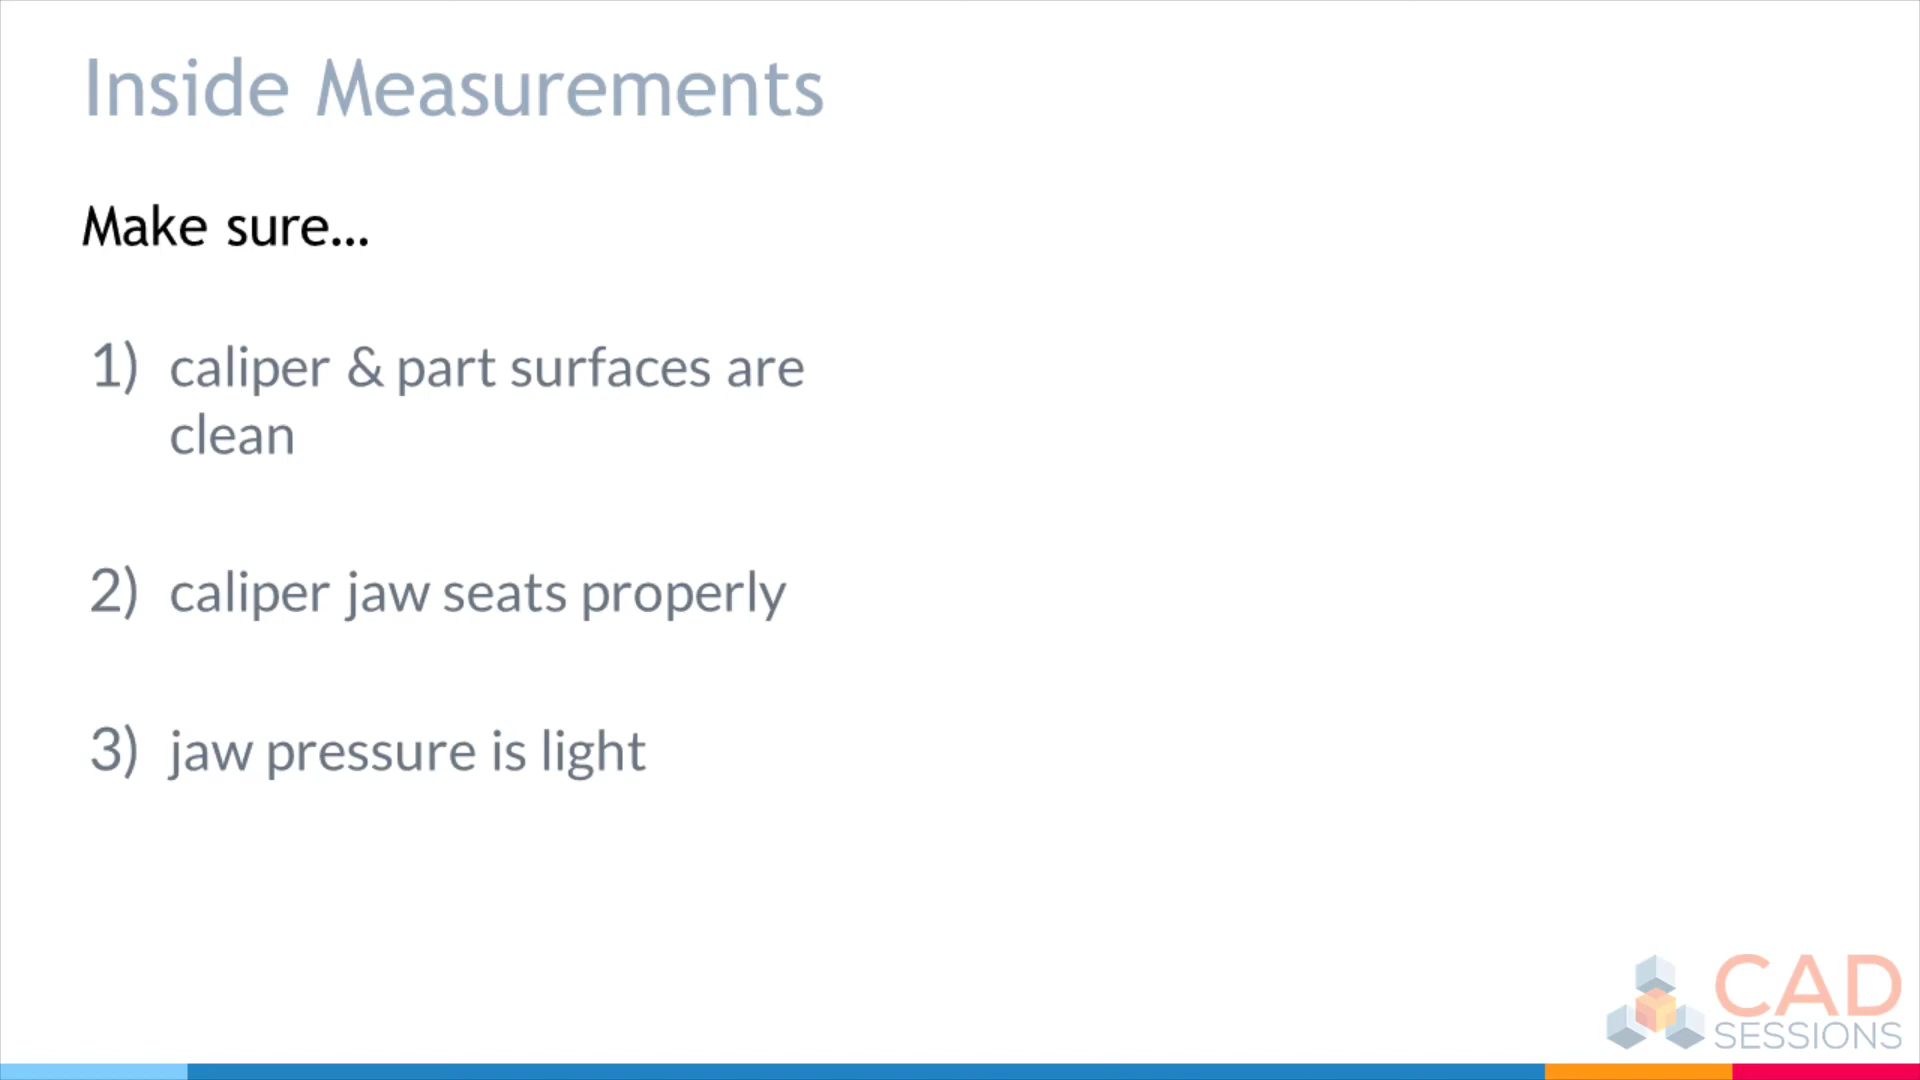 Inside Measurements
Make sure...
1) caliper & part surfaces are
clean
2) caliper jaw seats properly
3) jaw pressure is light
CAD
SESSIONS